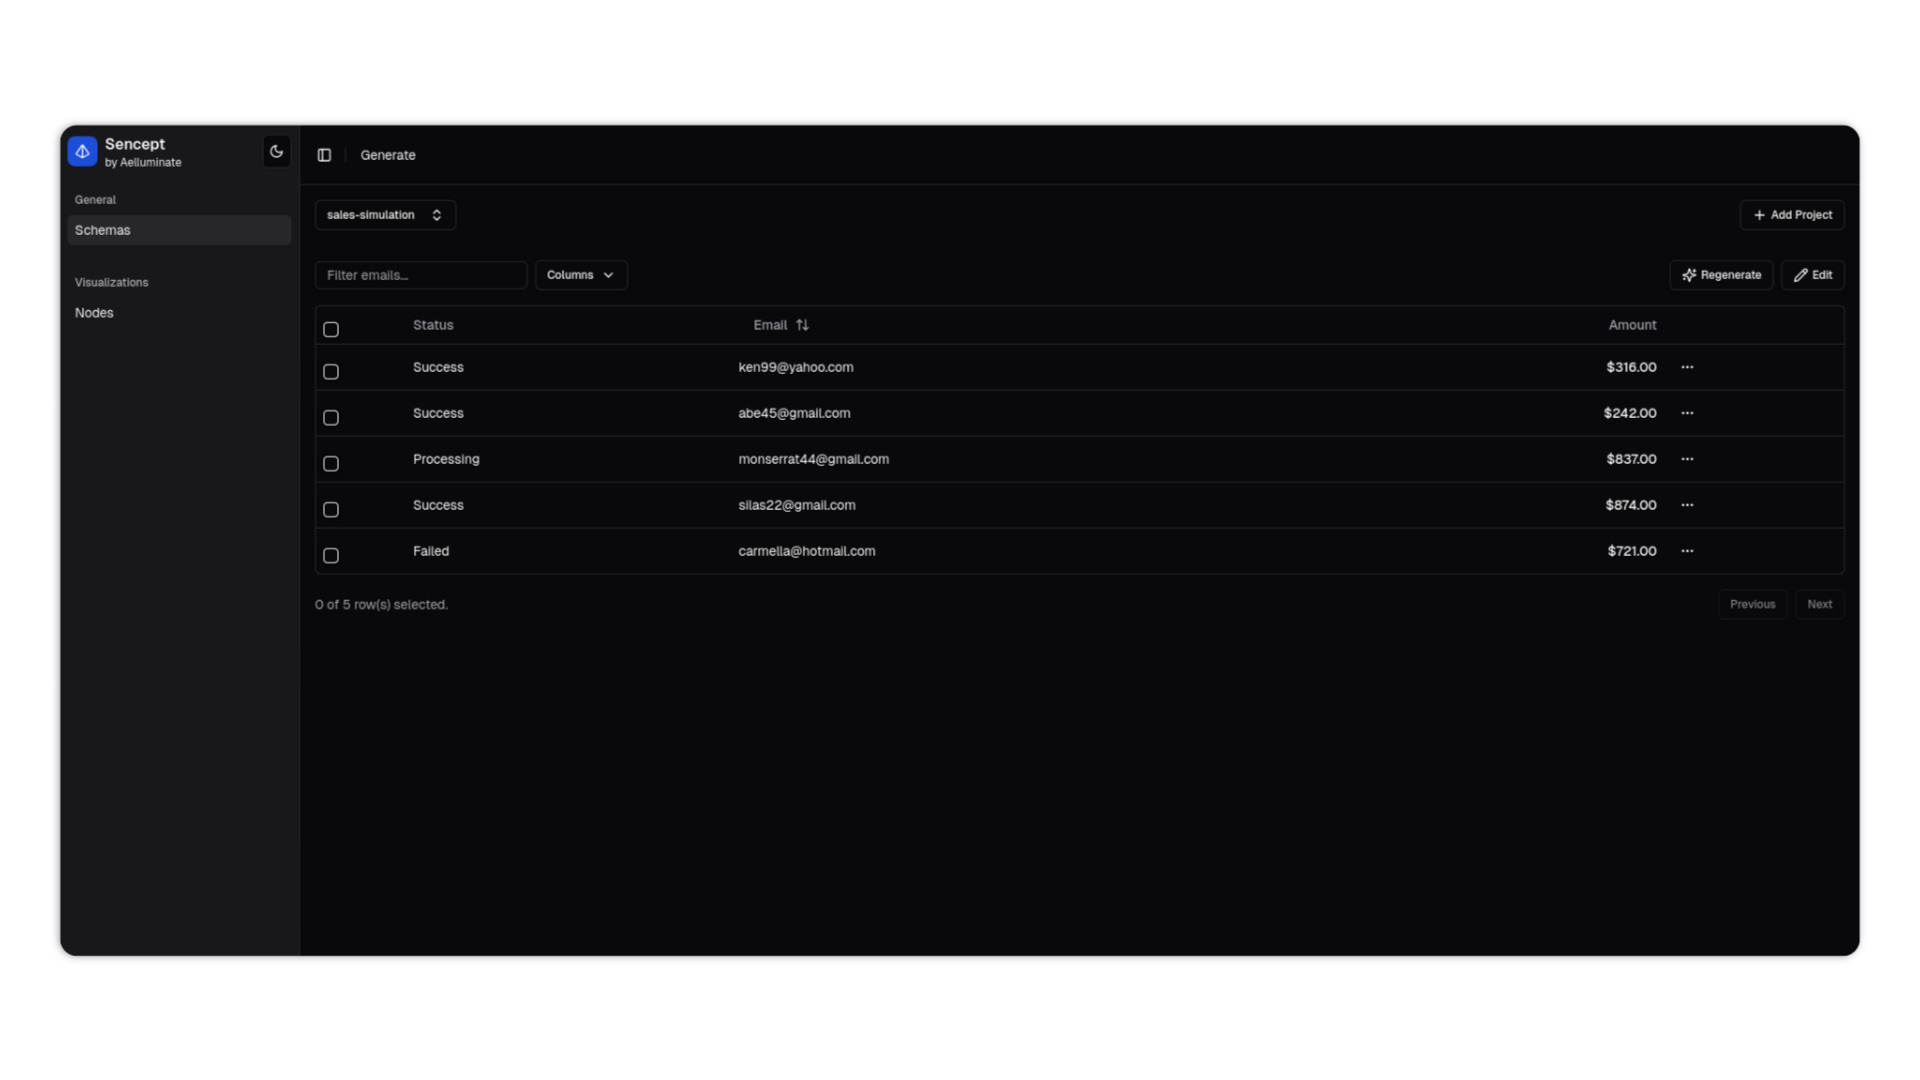 Sencept
by Aelluminate
General
Schemas
Visualizations
Nodes
Generate
sales-simulation
Add Project
Filter emails...
Columns
Regenerate
Edit
Status Email Amount
Success ken99@yahoo.com $316.00
Success abe45@gmail.com $242.00
Processing monserrat44@gmail.com $837.00
Success silas22@gmail.com $874.00
Failed carmella@hotmail.com $721.00
0 of 5 row(s) selected.
Previous Next